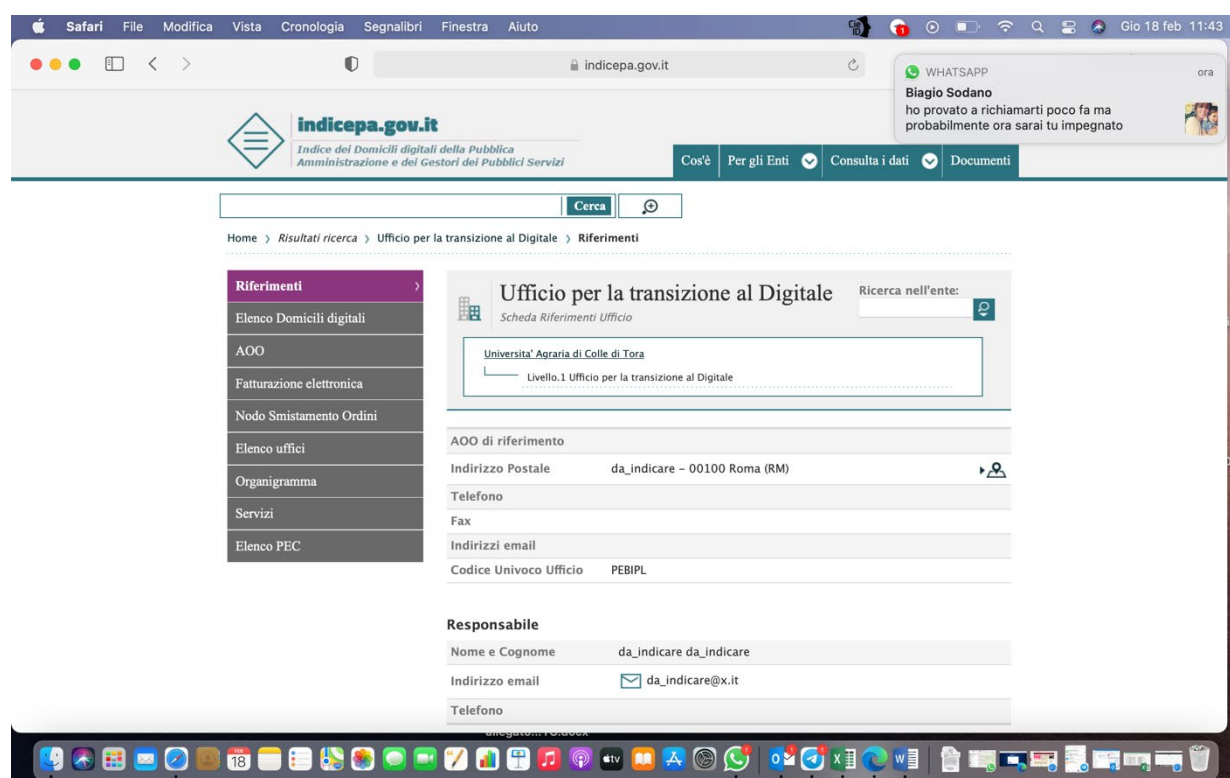 Safari File Modifica Vista Cronologia Segnalibri Finestra Aiuto
Gio 18 feb 11:43
indicepa.gov.it
WHATSAPP ora
Biagio Sodano
ho provato a richiamarti poco fa ma
probabilmente ora sarai tu impegnato
indicepa.gov.it
Indice dei Domicili digitali della Pubblica
Amministrazione e dei Gestori dei Pubblici Servizi
Cos'è Per gli Enti Consulta i dati Documenti
Cerca
Home > Risultati ricerca > Ufficio per la transizione al Digitale > Riferimenti
Riferimenti
Elenco Domicili digitali
AOO
Fatturazione elettronica
Nodo Smistamento Ordini
Elenco uffici
Organigramma
Servizi
Elenco PEC
Ufficio per la transizione al Digitale
Scheda Riferimenti Ufficio
Ricerca nell'ente:
Universita' Agraria di Colle di Tora
Livello.1 Ufficio per la transizione al Digitale
AOO di riferimento
Indirizzo Postale da_indicare – 00100 Roma (RM)
Telefono
Fax
Indirizzi email
Codice Univoco Ufficio PEBIPL
Responsabile
Nome e Cognome da_indicare da_indicare
Indirizzo email da_indicare@x.it
Telefono
FEB
18
tv